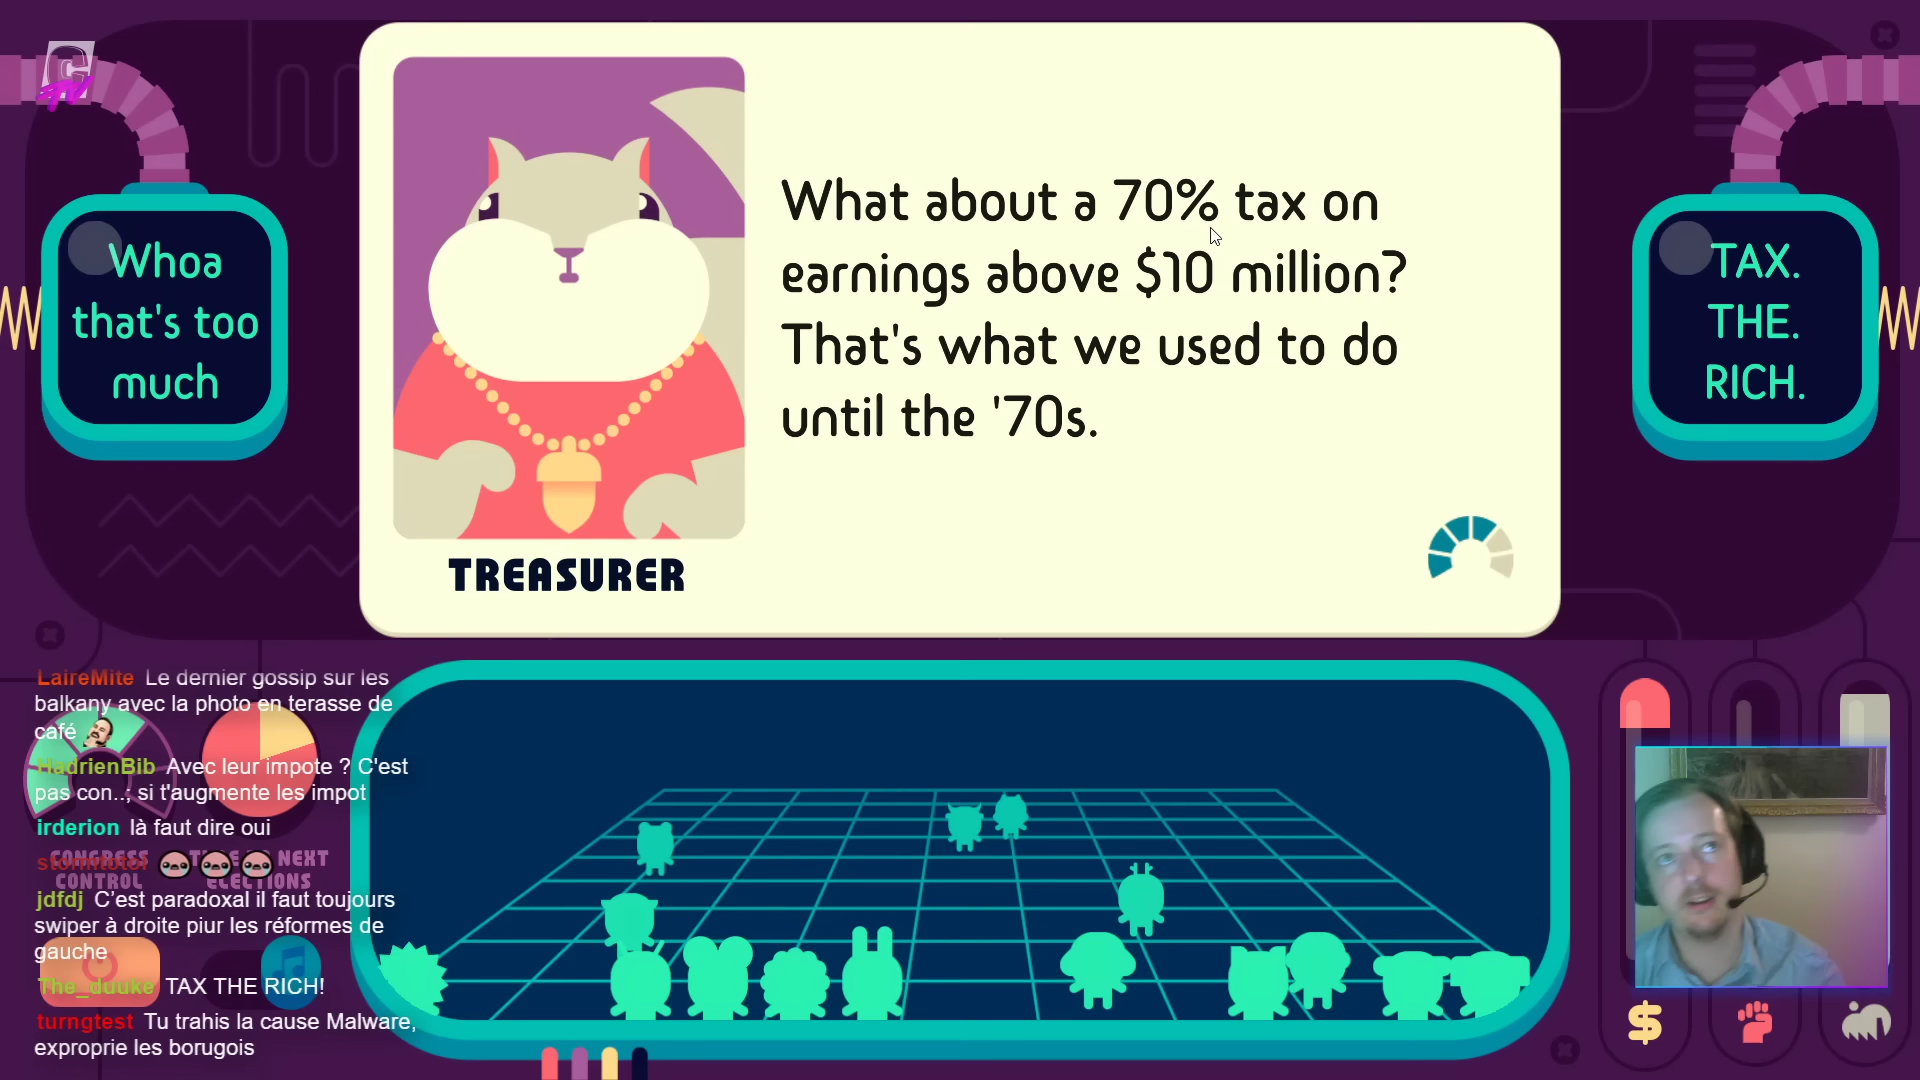 Whoa
that's too
much
What about a 70% tax on
earnings above $10 million?
That's what we used to do
until the '70s.
TREASURER
TAX.
THE.
RICH.
LaireMite Le dernier gossip sur les
balkany avec la photo en terasse de
café
HadrienBib Avec leur impote ? C'est
pas con..; si t'augmente les impot
irderion là faut dire oui
CONGRESS
CONTROL
NEXT
ELECTIONS
jdfdj C'est paradoxal il faut toujours
swiper à droite piur les réformes de
gauche
The_duuke TAX THE RICH!
turngtest Tu trahis la cause Malware,
exproprie les borugois
$